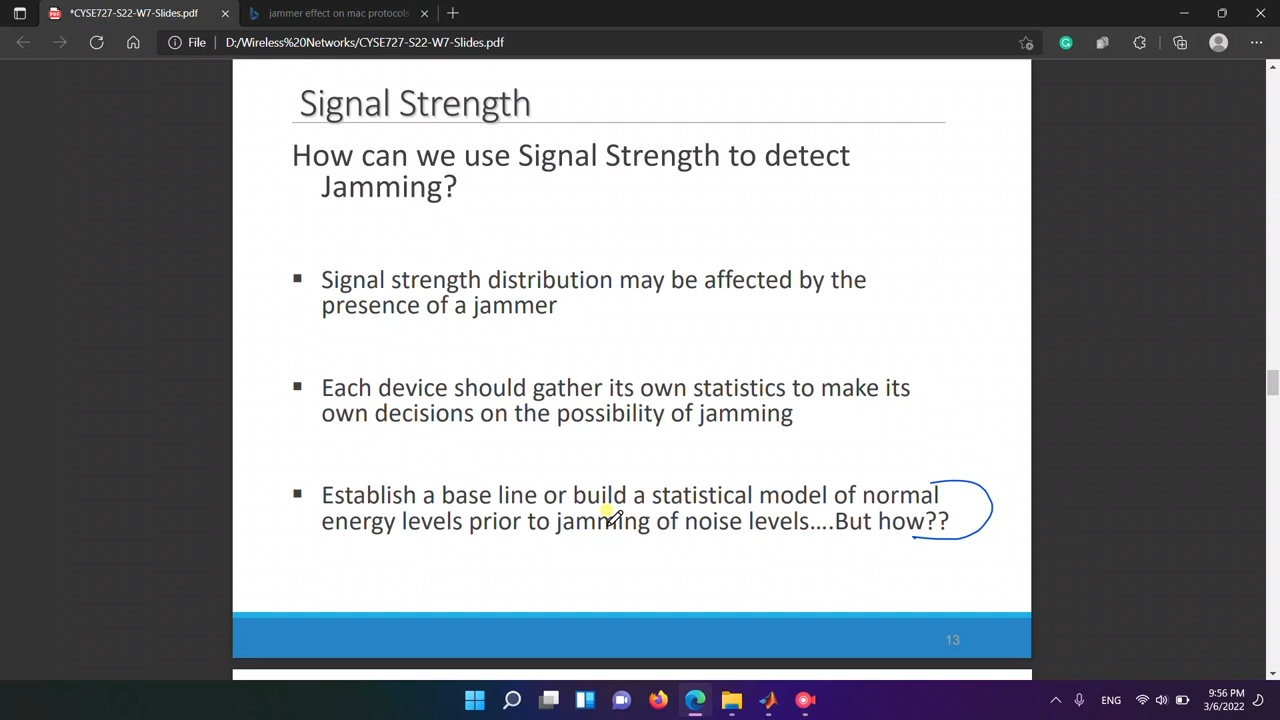 *CYSE727-S22-W7-Slides.pdf
jammer effect on mac protocols
File
D:/Wireless%20Networks/CYSE727-S22-W7-Slides.pdf
Signal Strength
How can we use Signal Strength to detect
Jamming?
▪ Signal strength distribution may be affected by the
presence of a jammer
▪ Each device should gather its own statistics to make its
own decisions on the possibility of jamming
▪ Establish a base line or build a statistical model of normal
energy levels prior to jamming of noise levels….But how??
13
ENG
9:56 PM
3/6/2022